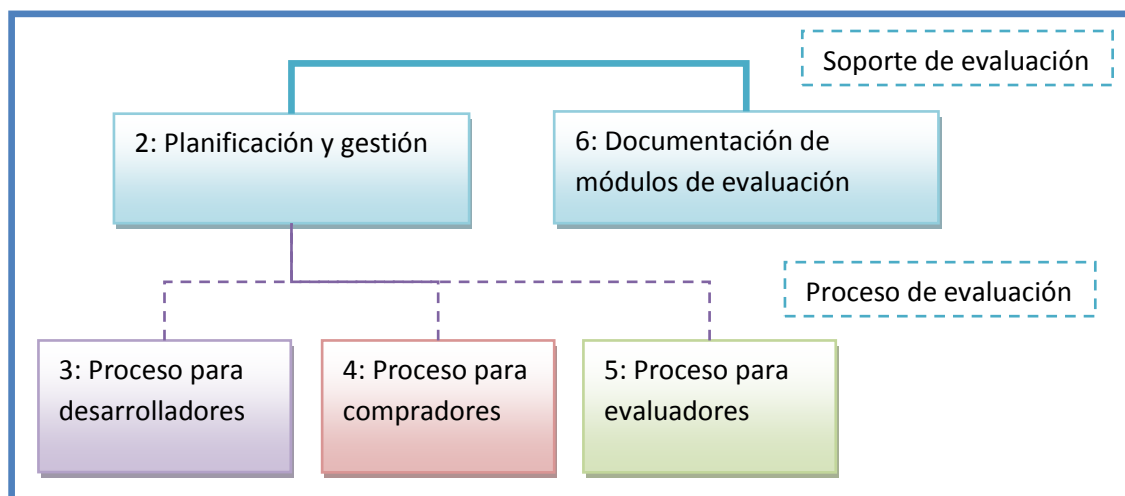 Soporte de evaluación
2: Planificación y gestión
6: Documentación de
módulos de evaluación
Proceso de evaluación
3: Proceso para
desarrolladores
4: Proceso para
compradores
5: Proceso para
evaluadores